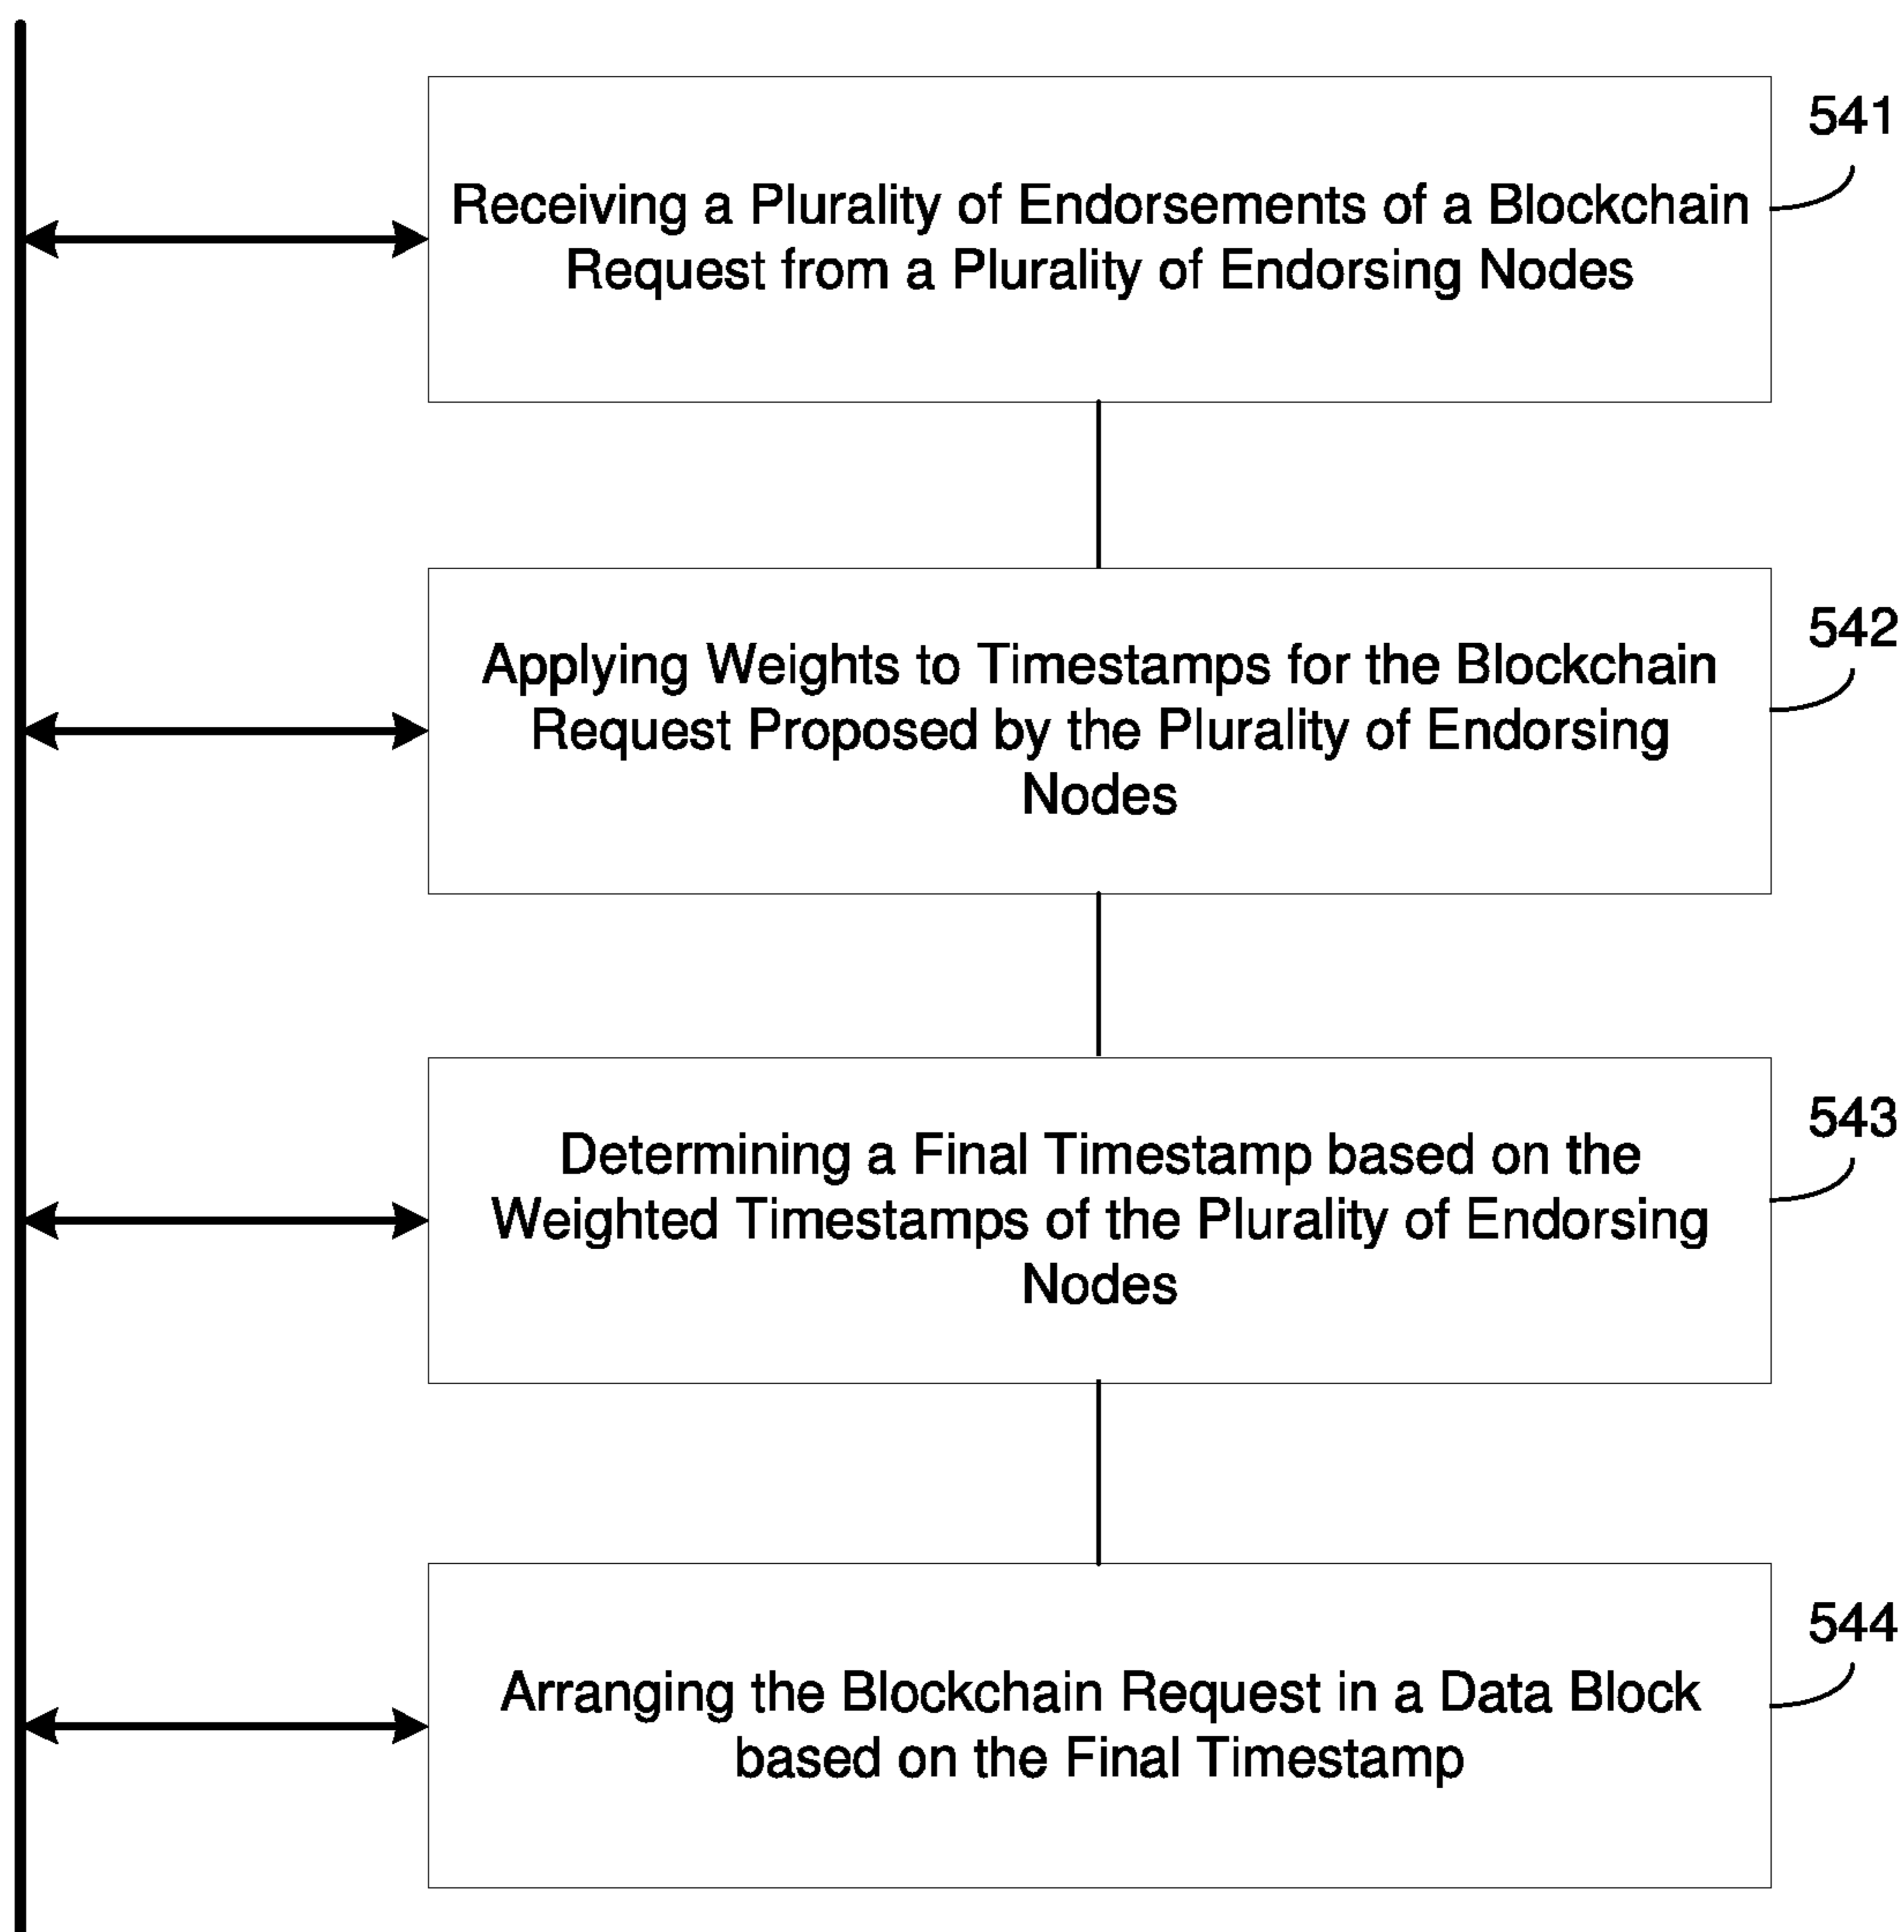 541
Receiving a Plurality of Endorsements of a Blockchain
Request from a Plurality of Endorsing Nodes
542
Applying Weights to Timestamps for the Blockchain
Request Proposed by the Plurality of Endorsing
Nodes
543
Determining a Final Timestamp based on the
Weighted Timestamps of the Plurality of Endorsing
Nodes
544
Arranging the Blockchain Request in a Data Block
based on the Final Timestamp